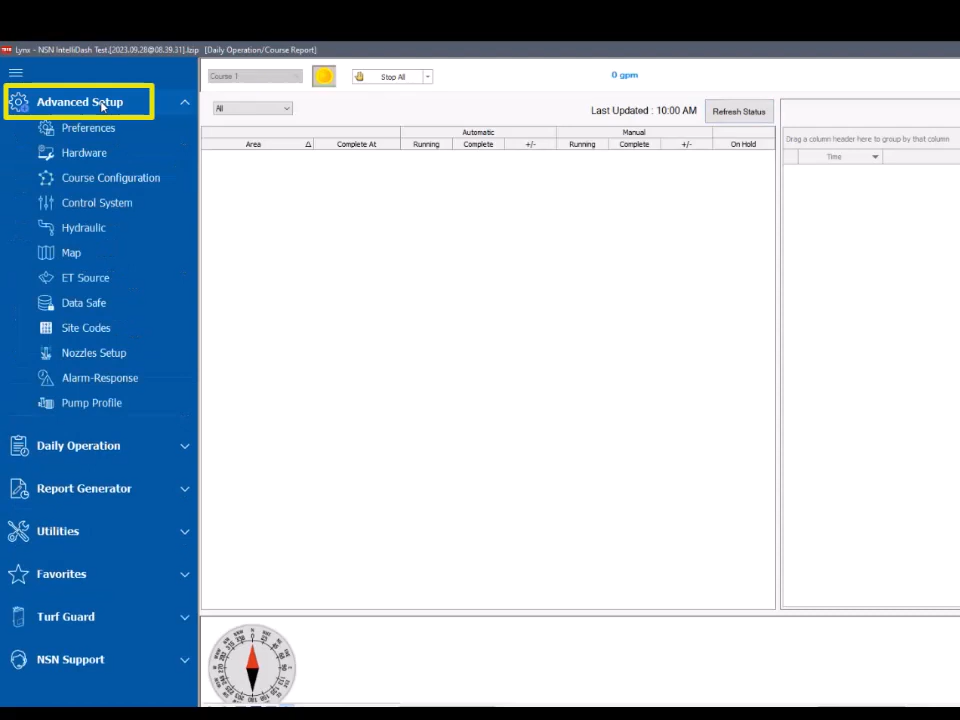 TORO Lynx - NSN IntelliDash Test.[2023.09.28@08.39.31].lzip [Daily Operation/Course Report]
Course 1
Stop All
0 gpm
Advanced Setup
Preferences
Hardware
Course Configuration
Control System
Hydraulic
Map
ET Source
Data Safe
Site Codes
Nozzles Setup
Alarm-Response
Pump Profile
Daily Operation
Report Generator
Utilities
Favorites
Turf Guard
NSN Support
All
Last Updated : 10:00 AM
Refresh Status
Automatic
Manual
Area
Complete At
Running
Complete
+/-
Running
Complete
+/-
On Hold
Drag a column header here to group by that column
Time